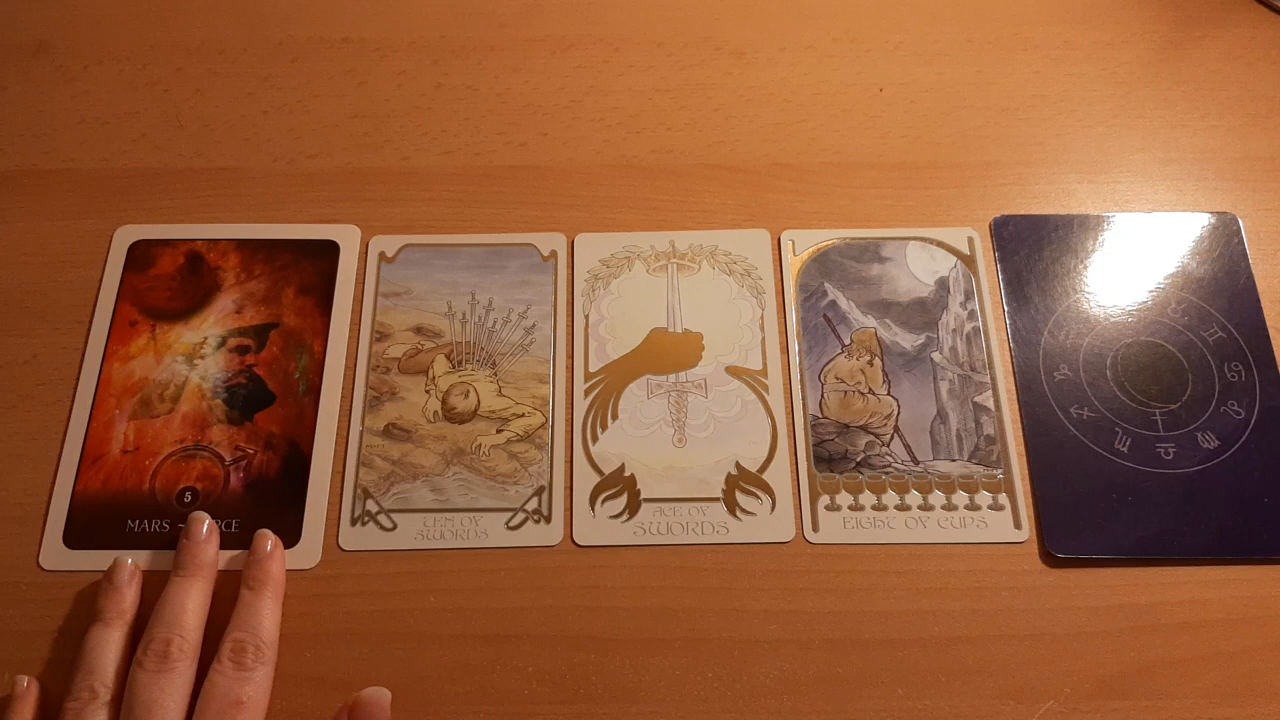 5
MARS
TEN OF
SWORDS
ACE OF
SWORDS
EIGHT OF CUPS